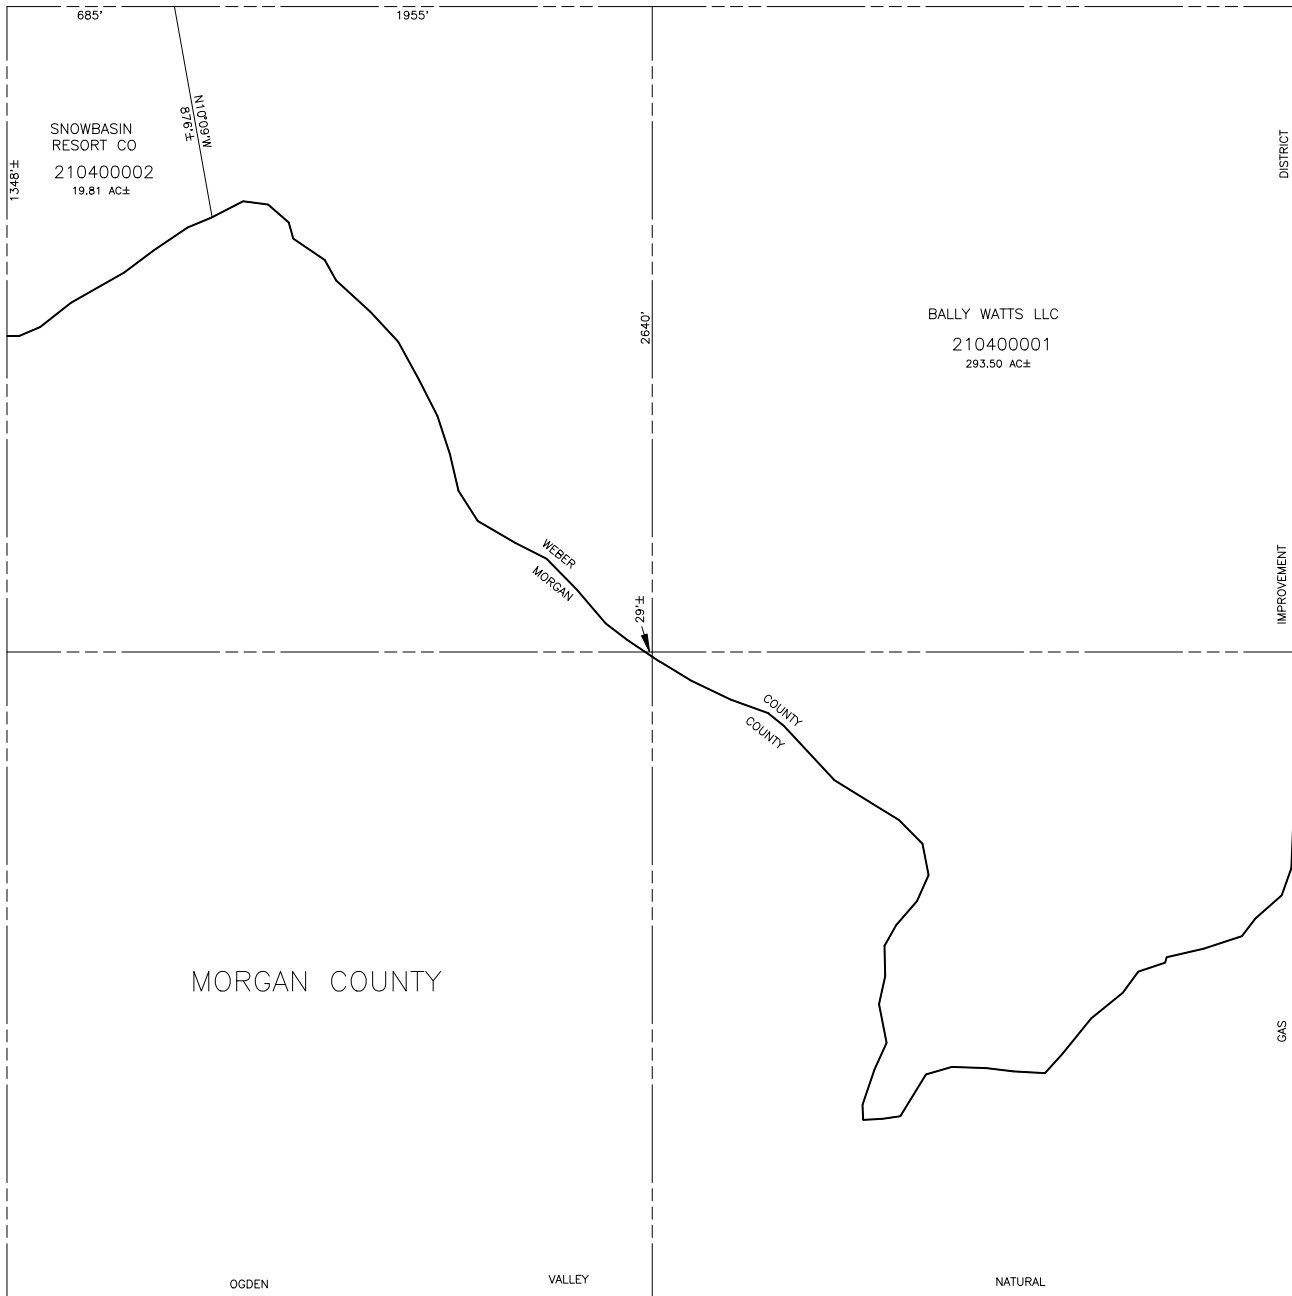 685'
1955'
N10°09'W
876'±
SNOWBASIN
RESORT CO
210400002
19.81 AC±
1348'±
DISTRICT
2640'
BALLY WATTS LLC
210400001
293.50 AC±
WEBER
MORGAN
IMPROVEMENT
29'±
COUNTY
COUNTY
MORGAN COUNTY
GAS
OGDEN
VALLEY
NATURAL